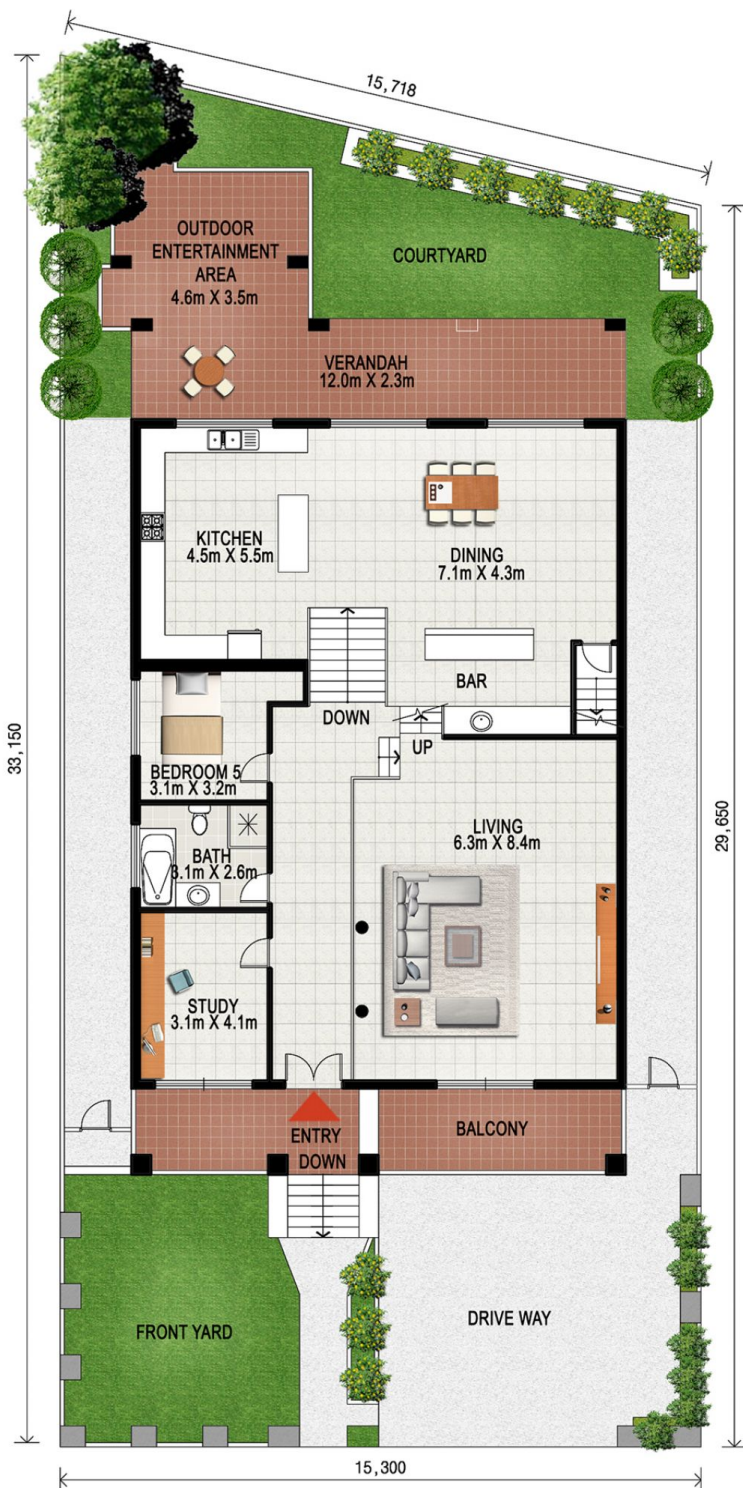 15,718
OUTDOOR
ENTERTAINMENT
AREA
4.6m X 3.5m
COURTYARD
VERANDAH
12.0m X 2.3m
KITCHEN
4.5m X 5.5m
DINING
7.1m X 4.3m
BAR
DOWN
UP
BEDROOM 5
3.1m X 3.2m
33,150
29,650
LIVING
6.3m X 8.4m
BATH
3.1m X 2.6m
STUDY
3.1m X 4.1m
ENTRY
DOWN
BALCONY
FRONT YARD
DRIVE WAY
15,300